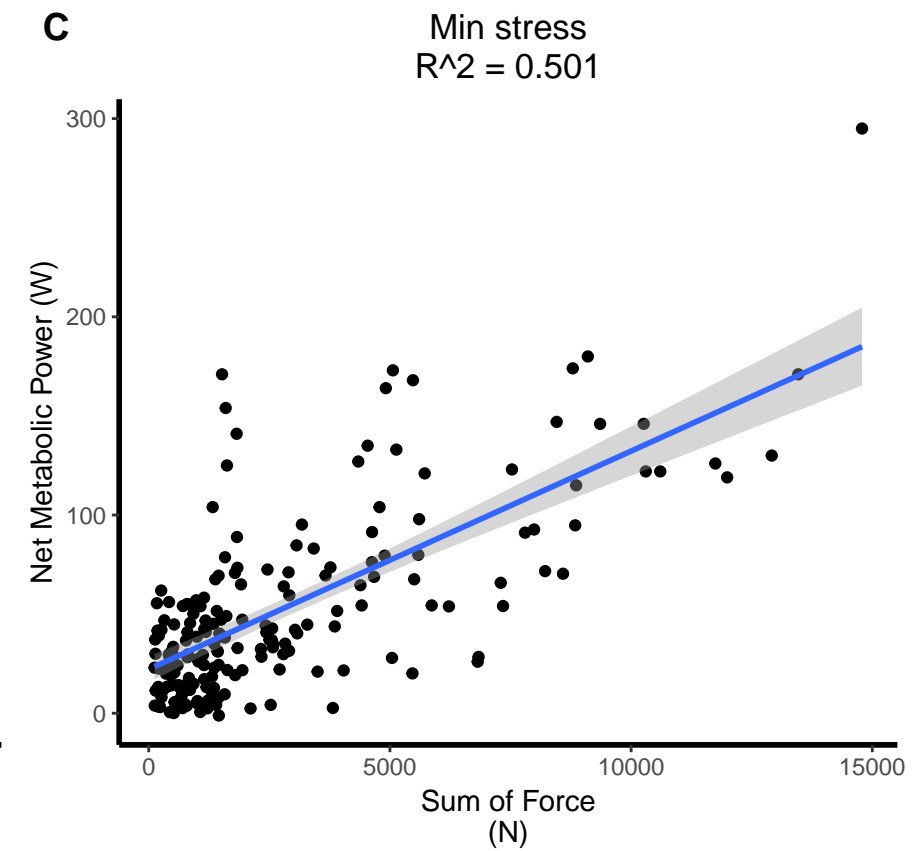 C
Min stress
R^2 = 0.501
300
200
100
0
Net Metabolic Power (W)
0
5000
10000
15000
Sum of Force
(N)